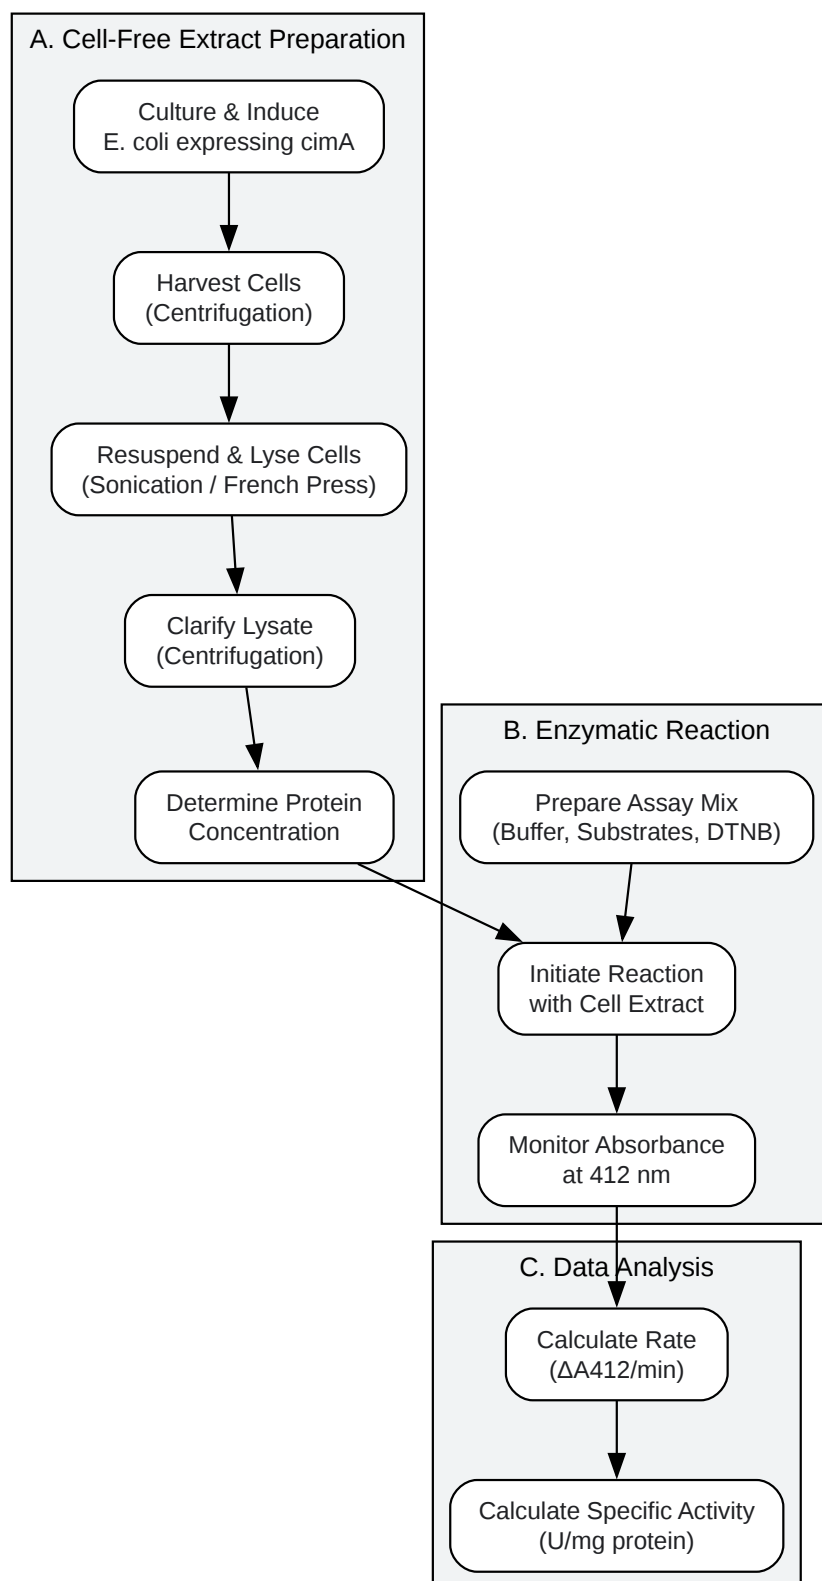 A. Cell-Free Extract Preparation
Culture & Induce
E. coli expressing cimA
Harvest Cells
(Centrifugation)
Resuspend & Lyse Cells
(Sonication / French Press)
Clarify Lysate
(Centrifugation)
Determine Protein
Concentration
B. Enzymatic Reaction
Prepare Assay Mix
(Buffer, Substrates, DTNB)
Initiate Reaction
with Cell Extract
Monitor Absorbance
at 412 nm
C. Data Analysis
Calculate Rate
(ΔA412/min)
Calculate Specific Activity
(U/mg protein)